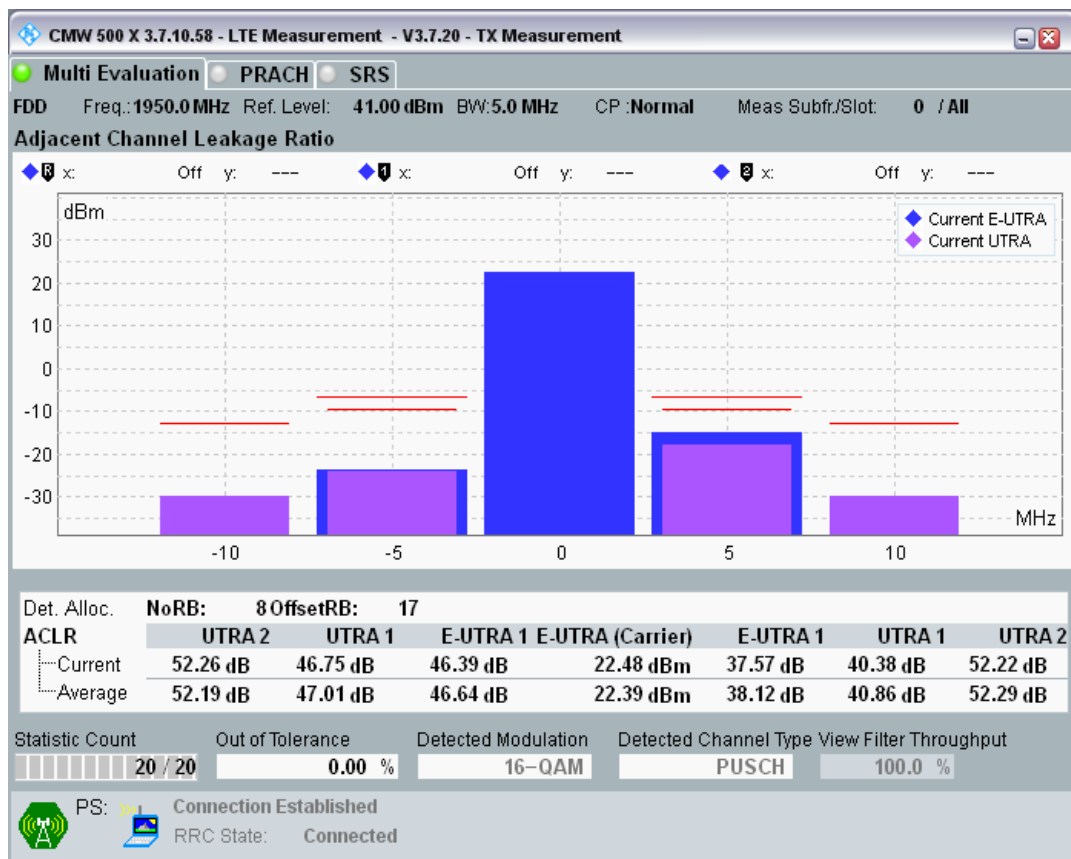 CMW 500 X 3.7.10.58 - LTE Measurement - V3.7.20 - TX Measurement
Multi Evaluation PRACH SRS
FDD Freq.:1950.0 MHz Ref. Level: 41.00 dBm BW:5.0 MHz CP :Normal Meas Subfr./Slot: 0 / All
Adjacent Channel Leakage Ratio
R x: Off y: --- 1 x: Off y: --- 2 x: Off y: ---
dBm
Current E-UTRA
Current UTRA
30
20
10
0
-10
-20
-30
MHz
-10 -5 0 5 10
Det. Alloc. NoRB: 8 OffsetRB: 17
ACLR UTRA 2 UTRA 1 E-UTRA 1 E-UTRA (Carrier) E-UTRA 1 UTRA 1 UTRA 2
Current 52.26 dB 46.75 dB 46.39 dB 22.48 dBm 37.57 dB 40.38 dB 52.22 dB
Average 52.19 dB 47.01 dB 46.64 dB 22.39 dBm 38.12 dB 40.86 dB 52.29 dB
Statistic Count Out of Tolerance Detected Modulation Detected Channel Type View Filter Throughput
20 / 20 0.00 % 16-QAM PUSCH 100.0 %
PS: Connection Established
RRC State: Connected